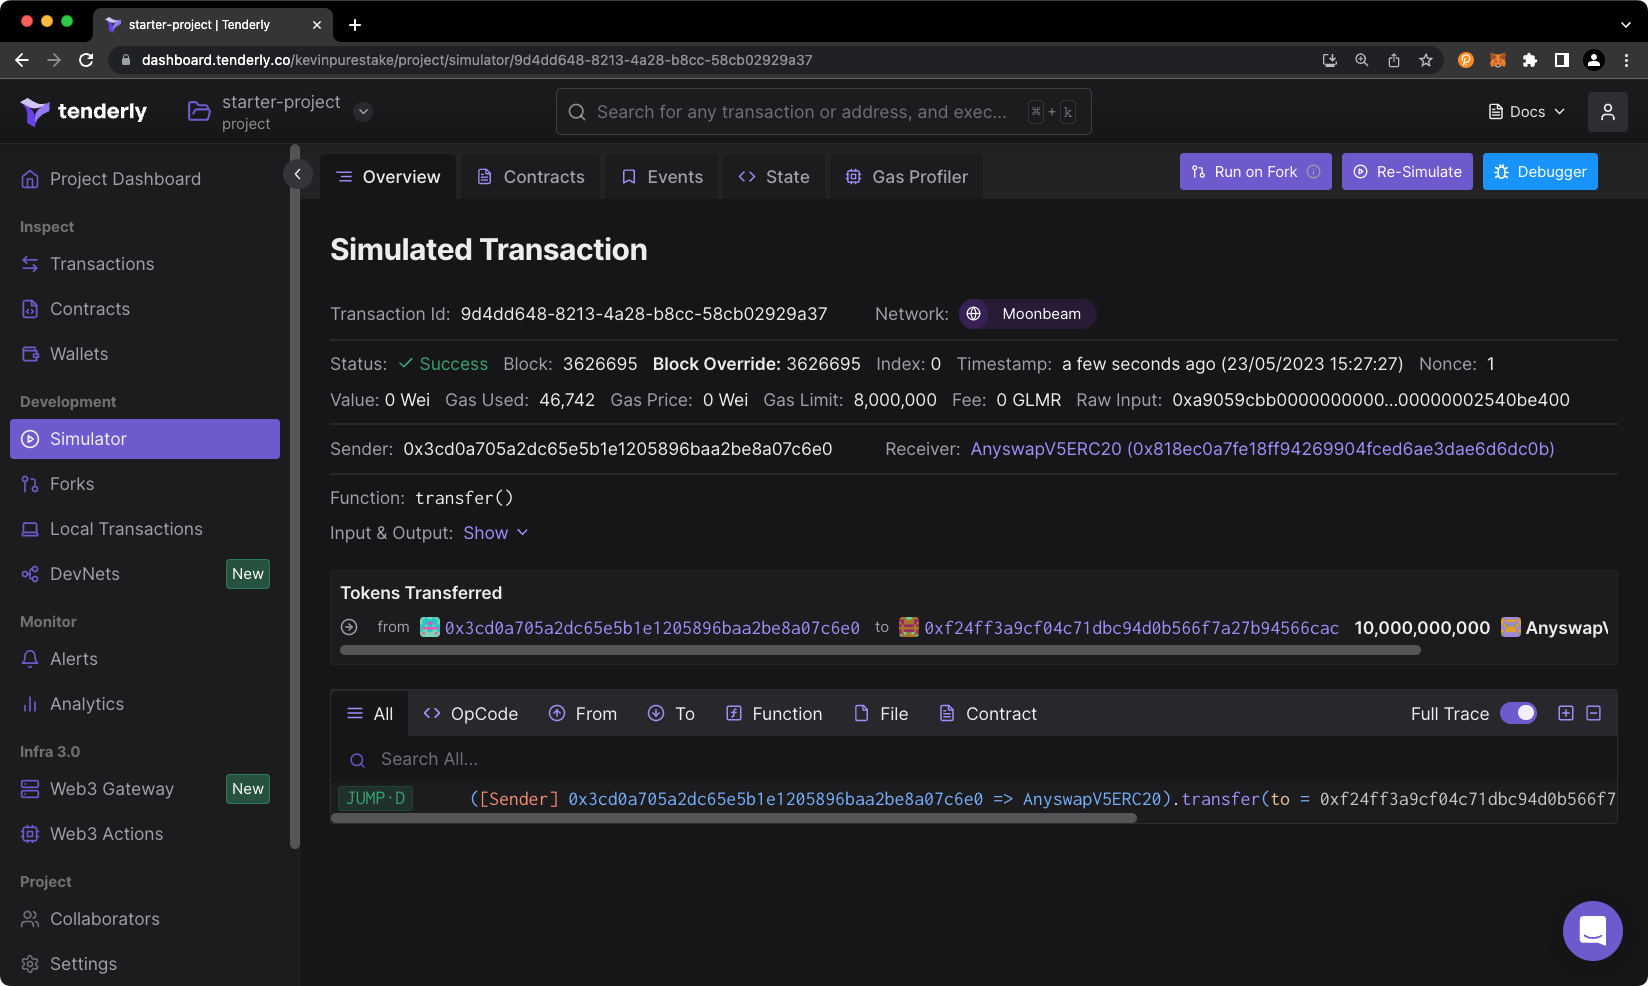 starter-project | Tenderly
dashboard.tenderly.co/kevinpurestake/project/simulator/9d4dd648-8213-4a28-b8cc-58cb02929a37
tenderly
starter-project
project
Search for any transaction or address, and exec...
⌘ + k
Docs
Project Dashboard
Inspect
Transactions
Contracts
Wallets
Development
Simulator
Forks
Local Transactions
DevNets New
Monitor
Alerts
Analytics
Infra 3.0
Web3 Gateway New
Web3 Actions
Project
Collaborators
Settings
Overview Contracts Events State Gas Profiler
Run on Fork Re-Simulate Debugger
Simulated Transaction
Transaction Id: 9d4dd648-8213-4a28-b8cc-58cb02929a37 Network: Moonbeam
Status: Success Block: 3626695 Block Override: 3626695 Index: 0 Timestamp: a few seconds ago (23/05/2023 15:27:27) Nonce: 1
Value: 0 Wei Gas Used: 46,742 Gas Price: 0 Wei Gas Limit: 8,000,000 Fee: 0 GLMR Raw Input: 0xa9059cbb0000000000...00000002540be400
Sender: 0x3cd0a705a2dc65e5b1e1205896baa2be8a07c6e0 Receiver: AnyswapV5ERC20 (0x818ec0a7fe18ff94269904fced6ae3dae6d6dc0b)
Function: transfer()
Input & Output: Show
Tokens Transferred
from 0x3cd0a705a2dc65e5b1e1205896baa2be8a07c6e0 to 0xf24ff3a9cf04c71dbc94d0b566f7a27b94566cac 10,000,000,000 AnyswapV
All OpCode From To Function File Contract Full Trace
Search All...
JUMP·D ([Sender] 0x3cd0a705a2dc65e5b1e1205896baa2be8a07c6e0 => AnyswapV5ERC20).transfer(to = 0xf24ff3a9cf04c71dbc94d0b566f7